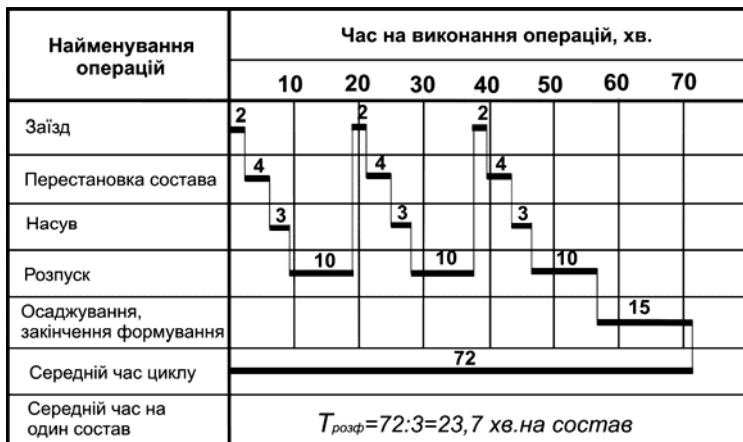 Найменування
операцій
Час на виконання операцій, хв.
10 20 30 40 50 60 70
Заїзд
2 2 2
Перестановка состава
4 4 4
Насув
3 3 3
Розпуск
10 10 10
Осаджування,
закінчення формування
15
Середній час циклу
72
Середній час на
один состав
Tрозф=72:3=23,7 хв.на состав